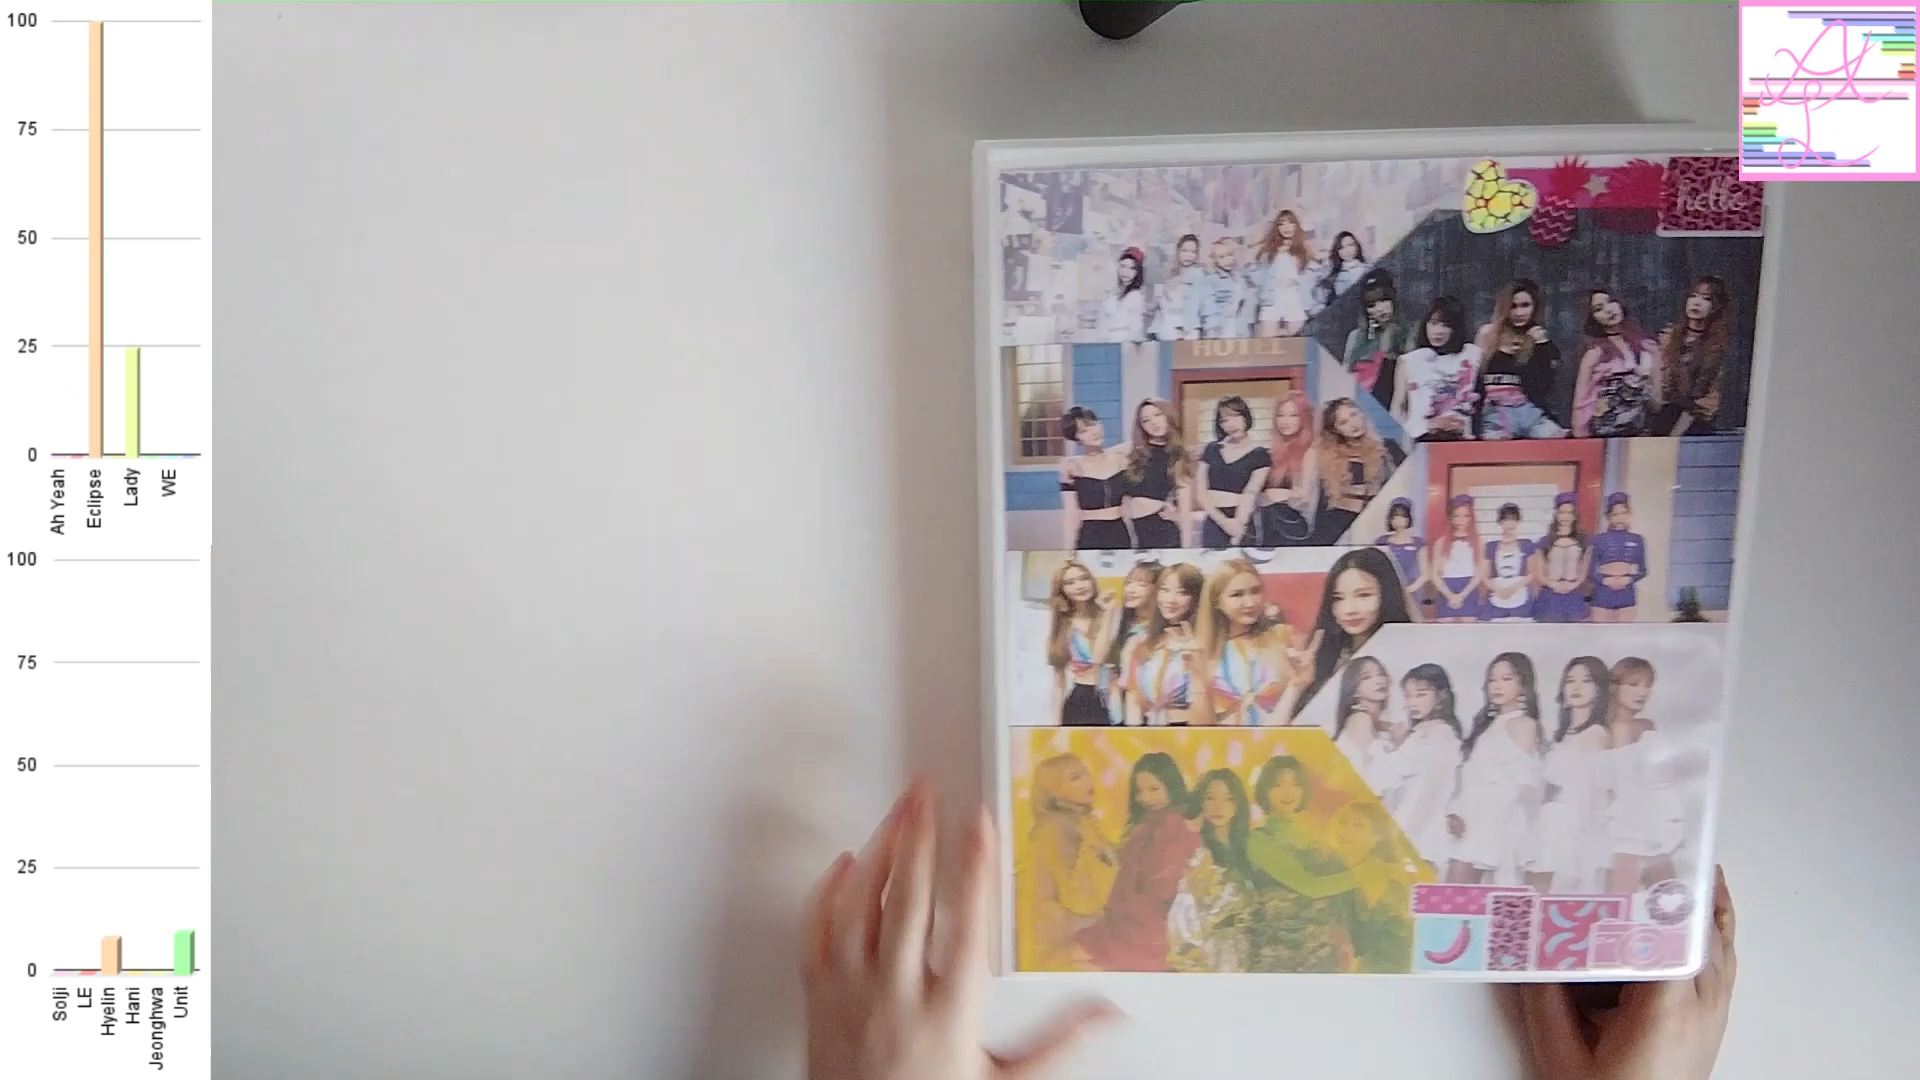 100
75
50
25
0
Ah Yeah
Eclipse
Lady
WE
100
75
50
25
0
Solji
LE
Hyelin
Hani
Jeonghwa
Unit
hello
HOTEL